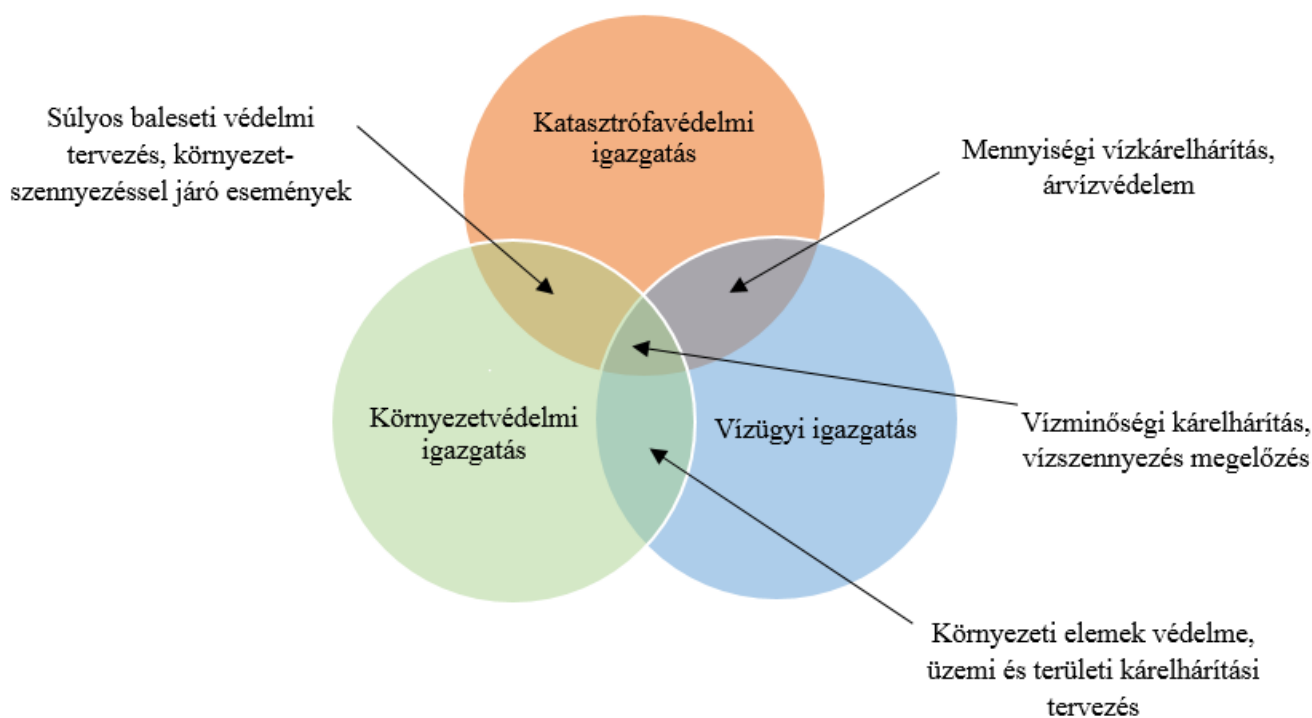 Súlyos baleseti védelmi
tervezés, környezet-
szennyezéssel járó események
Katasztrófavédelmi
igazgatás
Mennyiségi vízkárelhárítás,
árvízvédelem
Környezetvédelmi
igazgatás
Vízügyi igazgatás
Vízminőségi kárelhárítás,
vízszennyezés megelőzés
Környezeti elemek védelme,
üzemi és területi kárelhárítási
tervezés